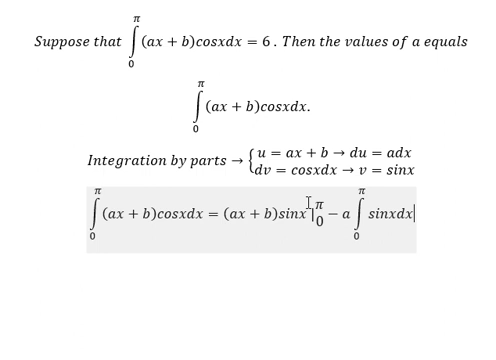 Suppose that ∫₀^π (ax + b)cosxdx = 6 . Then the values of a equals
∫₀^π (ax + b)cosxdx.
Integration by parts → { u = ax + b → du = adx
dv = cosxdx → v = sinx
∫₀^π (ax + b)cosxdx = (ax + b)sinx |₀^π − a ∫₀^π sinxdx